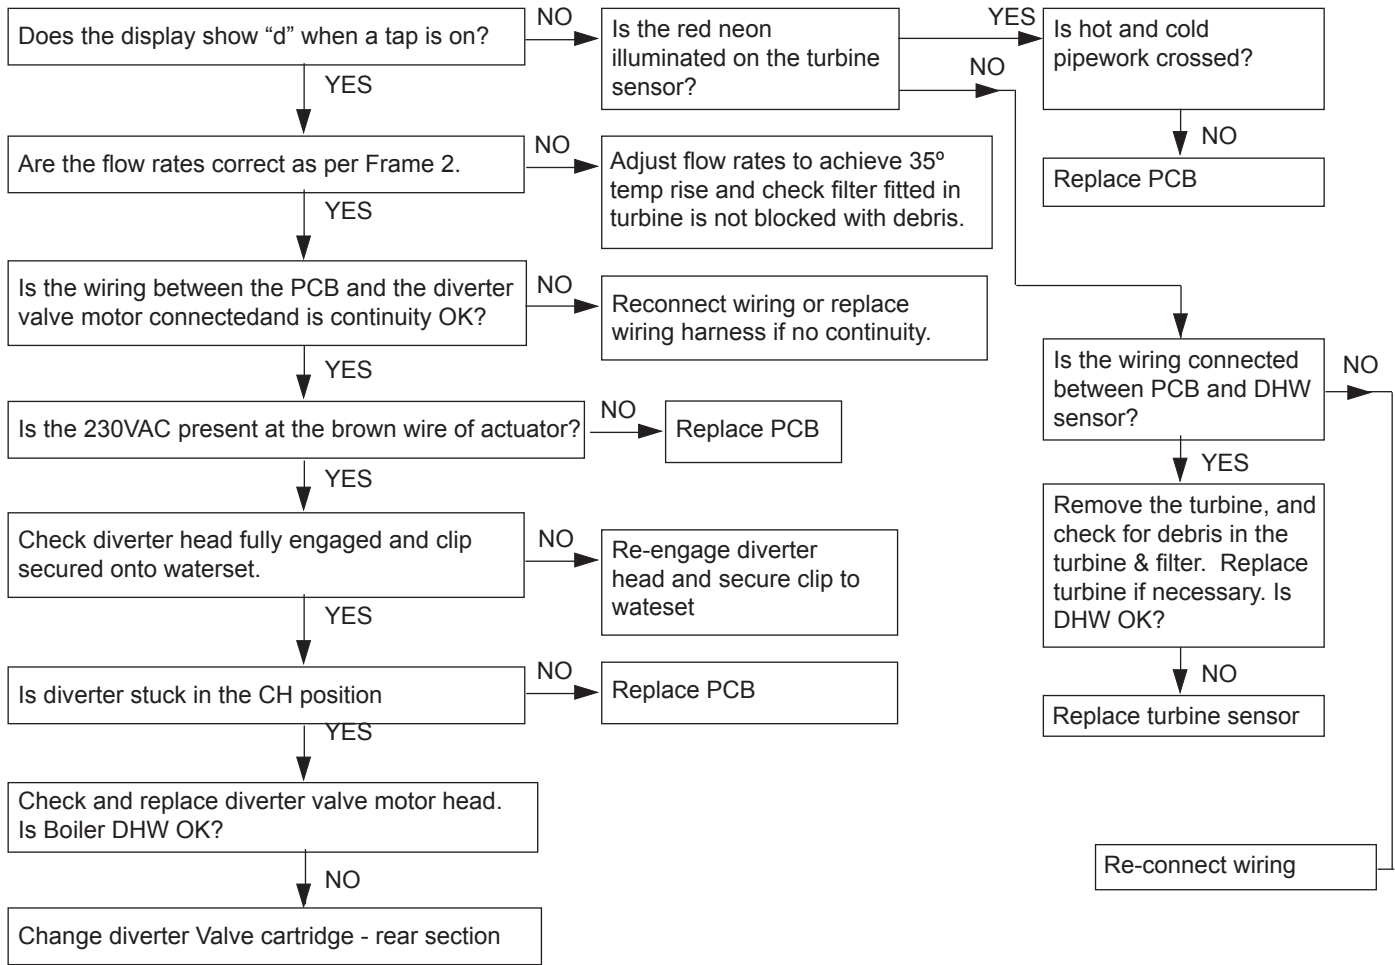 Does the display show “d” when a tap is on?
NO
Is the red neon
illuminated on the turbine
sensor?
YES
Is hot and cold
pipework crossed?
NO
YES
NO
Replace PCB
Are the flow rates correct as per Frame 2.
NO
Adjust flow rates to achieve 35º
temp rise and check filter fitted in
turbine is not blocked with debris.
YES
Is the wiring between the PCB and the diverter
valve motor connectedand is continuity OK?
NO
Reconnect wiring or replace
wiring harness if no continuity.
YES
Is the wiring connected
between PCB and DHW
sensor?
NO
Is the 230VAC present at the brown wire of actuator?
NO
Replace PCB
YES
YES
Remove the turbine, and
check for debris in the
turbine & filter. Replace
turbine if necessary. Is
DHW OK?
Check diverter head fully engaged and clip
secured onto waterset.
NO
Re-engage diverter
head and secure clip to
wateset
YES
NO
Replace turbine sensor
Is diverter stuck in the CH position
NO
Replace PCB
YES
Check and replace diverter valve motor head.
Is Boiler DHW OK?
Re-connect wiring
NO
Change diverter Valve cartridge - rear section